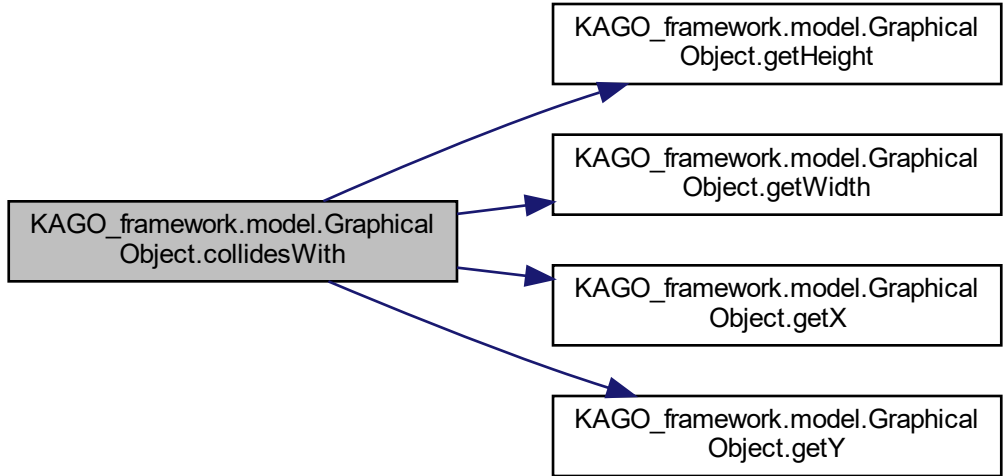 KAGO_framework.model.Graphical
Object.getHeight
KAGO_framework.model.Graphical
Object.getWidth
KAGO_framework.model.Graphical
Object.collidesWith
KAGO_framework.model.Graphical
Object.getX
KAGO_framework.model.Graphical
Object.getY